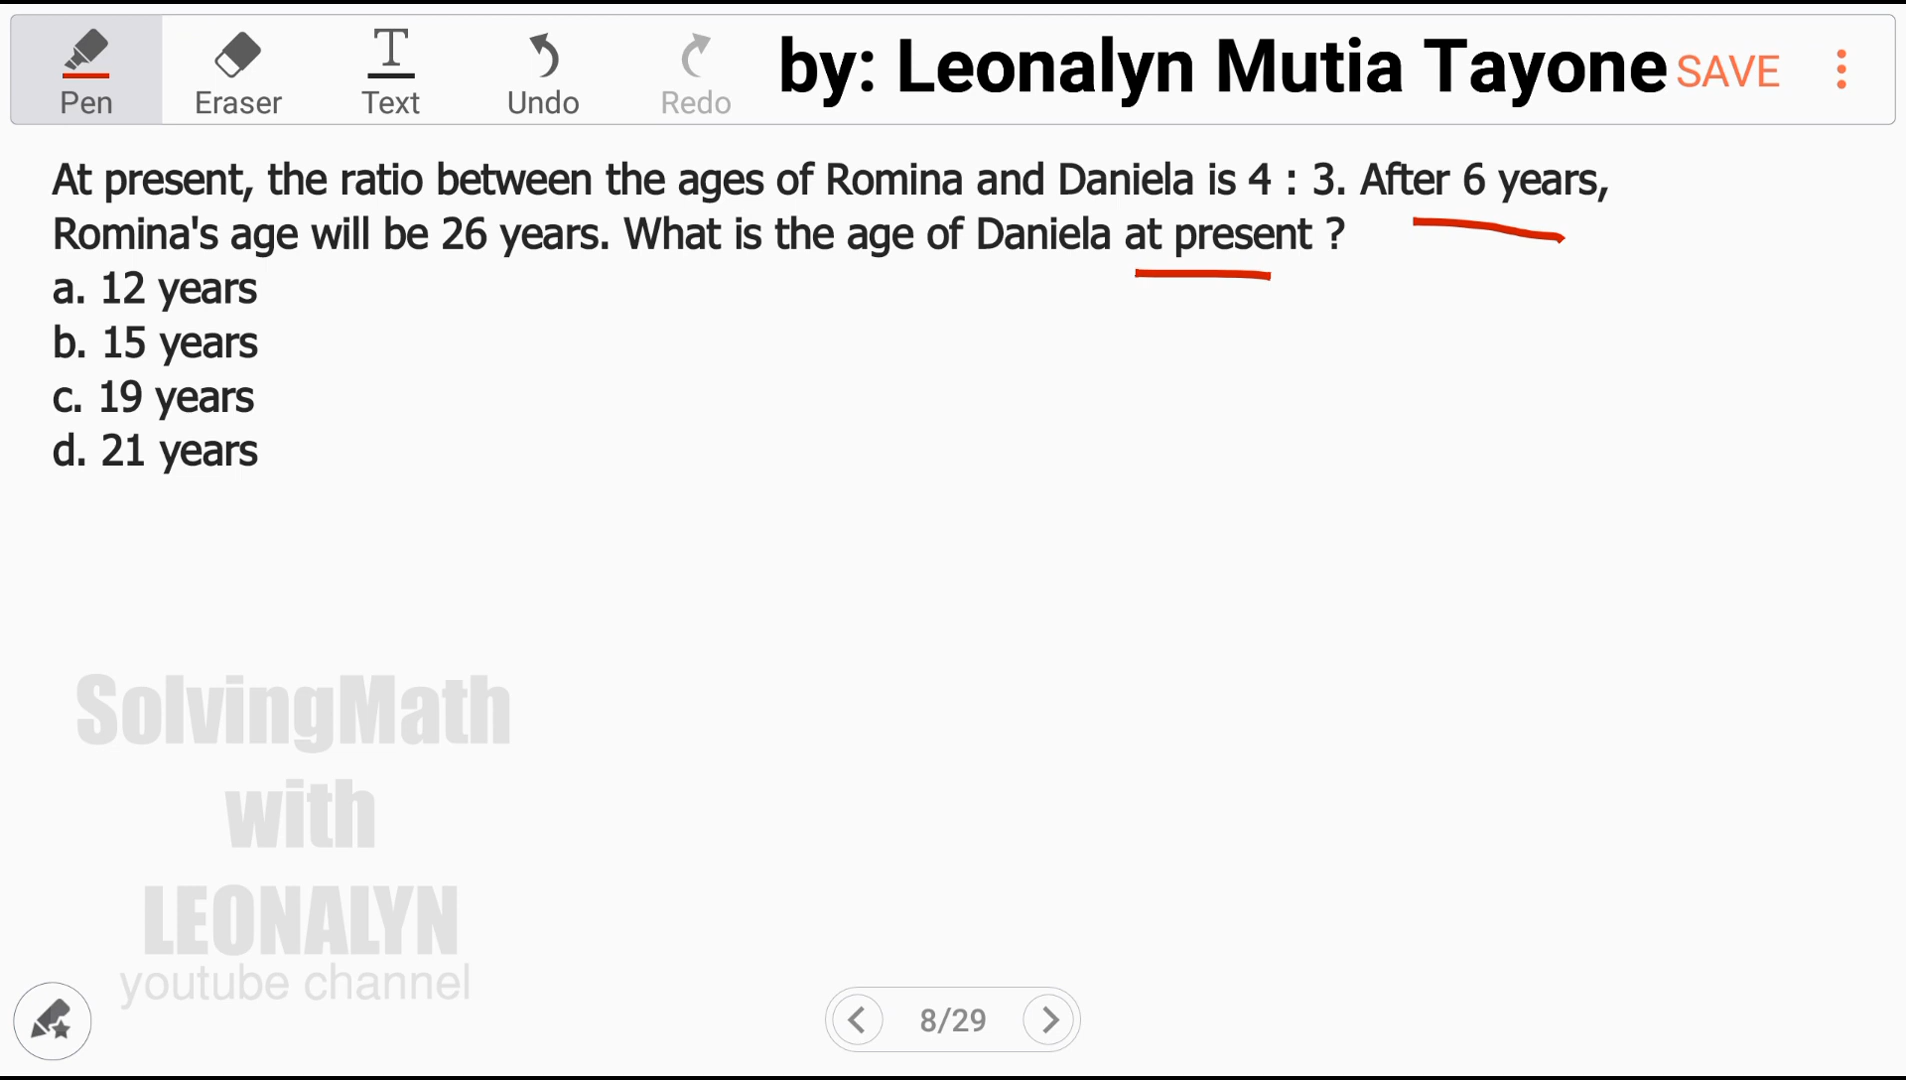 by: Leonalyn Mutia Tayone
SAVE
Pen
Eraser
Text
Undo
Redo
At present, the ratio between the ages of Romina and Daniela is 4 : 3. After 6 years,
Romina's age will be 26 years. What is the age of Daniela at present ?
a. 12 years
b. 15 years
c. 19 years
d. 21 years
SolvingMath
with
LEONALYN
youtube channel
8/29